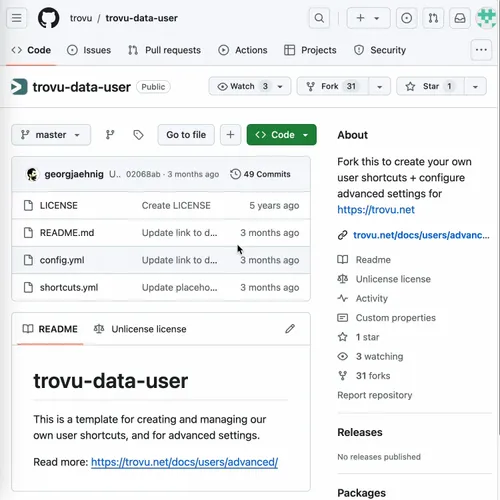 trovu / trovu-data-user
Code Issues Pull requests Actions Projects Security
trovu-data-user Public Watch 3 Fork 31 Star 1
master Go to file Code
georgjaehnig U... 02068ab · 3 months ago 49 Commits
LICENSE Create LICENSE 5 years ago
README.md Update link to d... 3 months ago
config.yml Update link to d... 3 months ago
shortcuts.yml Update placeho... 3 months ago
README Unlicense license
trovu-data-user
This is a template for creating and managing our
own user shortcuts, and for advanced settings.
Read more: https://trovu.net/docs/users/advanced/
About
Fork this to create your own
user shortcuts + configure
advanced settings for
https://trovu.net
trovu.net/docs/users/advanc...
Readme
Unlicense license
Activity
Custom properties
1 star
3 watching
31 forks
Report repository
Releases
No releases published
Packages